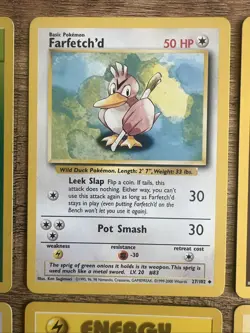 Basic Pokémon
Farfetch'd
50 HP
Wild Duck Pokémon. Length: 2' 7", Weight: 33 lbs.
Leek Slap Flip a coin. If tails, this
attack does nothing. Either way, you can't
use this attack again as long as Farfetch'd
stays in play (even putting Farfetch'd on
the Bench won't let you use it again).
30
Pot Smash
30
weakness
resistance
retreat cost
-30
The sprig of green onions it holds is its weapon. This sprig is
used much like a metal sword. LV. 20 #83
27/102
ENERGY